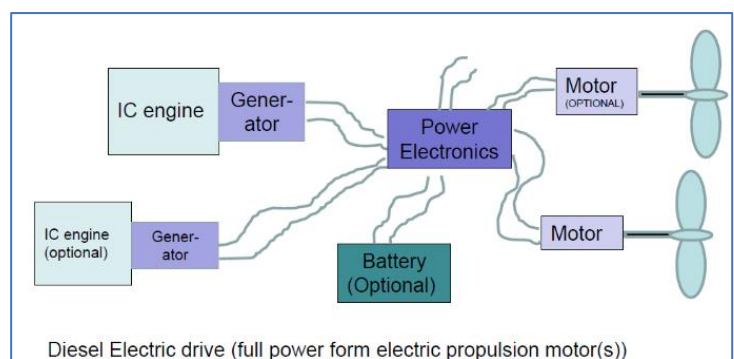 IC engine
Gener-
ator
Power
Electronics
Motor
(OPTIONAL)
IC engine
(optional)
Gener-
ator
Battery
(Optional)
Motor
Diesel Electric drive (full power form electric propulsion motor(s))